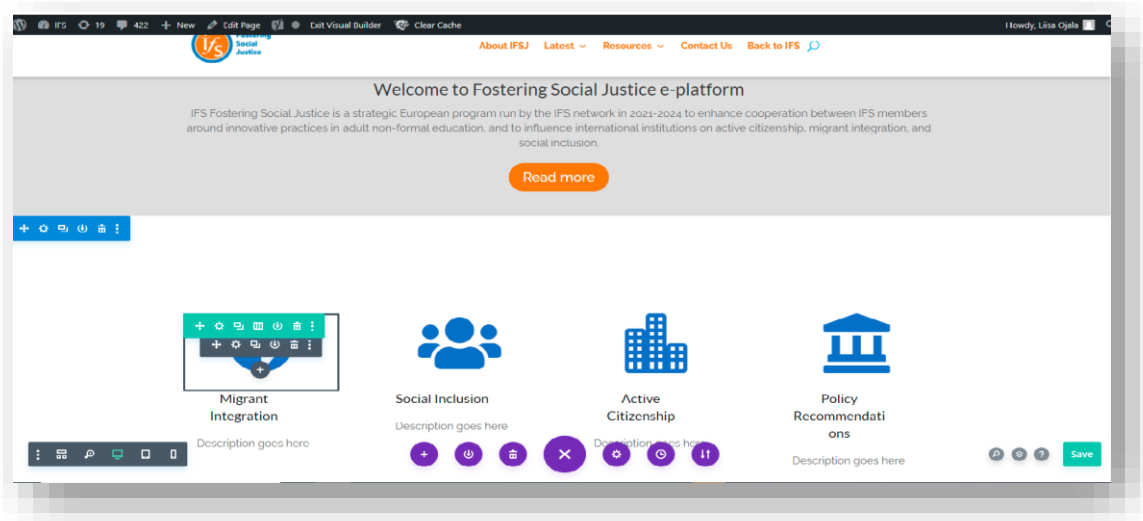 IFS 19 422 + New Edit Page Exit Visual Builder Clear Cache Howdy, Liisa Ojala
ifs Fostering
Social
Justice
About IFSJ Latest Resources Contact Us Back to IFS
Welcome to Fostering Social Justice e-platform
IFS Fostering Social Justice is a strategic European program run by the IFS network in 2021-2024 to enhance cooperation between IFS members
around innovative practices in adult non-formal education, and to influence international institutions on active citizenship, migrant integration, and
social inclusion.
Read more
Migrant
Integration
Description goes here
Social Inclusion
Description goes here
Active
Citizenship
Description goes here
Policy
Recommendati
ons
Description goes here
Save